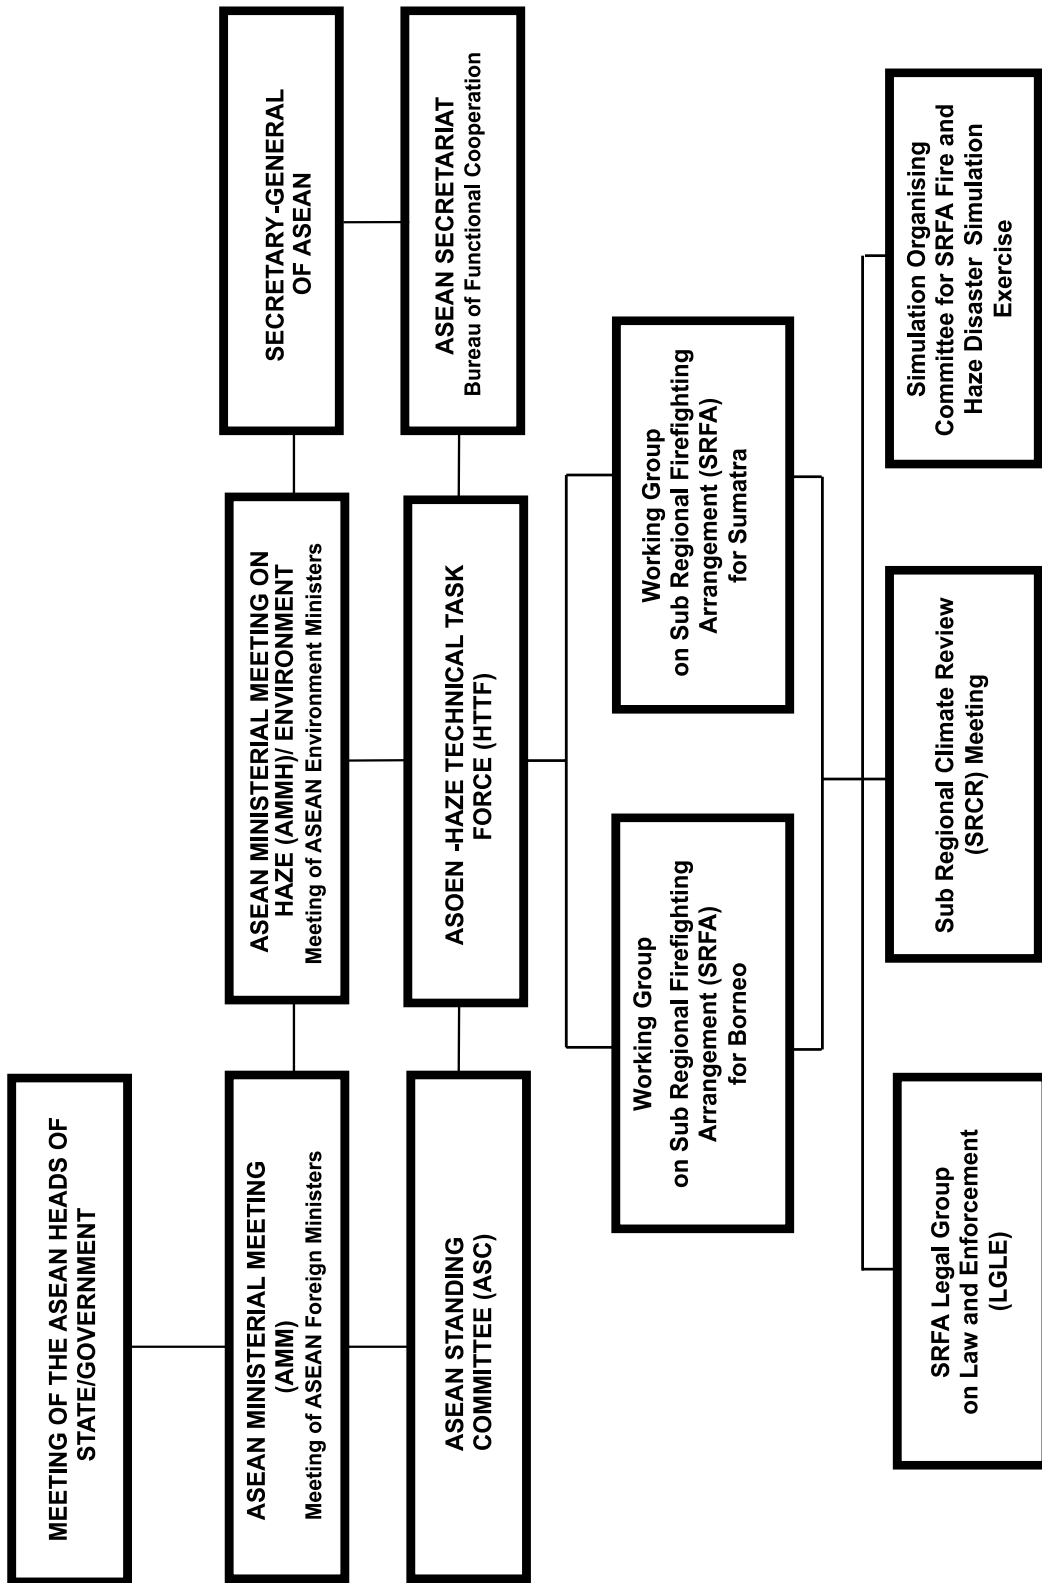 MEETING OF THE ASEAN HEADS OF
STATE/GOVERNMENT
ASEAN MINISTERIAL MEETING
(AMM)
Meeting of ASEAN Foreign Ministers
ASEAN MINISTERIAL MEETING ON
HAZE (AMMH)/ ENVIRONMENT
Meeting of ASEAN Environment Ministers
SECRETARY-GENERAL
OF ASEAN
ASEAN STANDING
COMMITTEE (ASC)
ASOEN -HAZE TECHNICAL TASK
FORCE (HTTF)
ASEAN SECRETARIAT
Bureau of Functional Cooperation
Working Group
on Sub Regional Firefighting
Arrangement (SRFA)
for Borneo
Working Group
on Sub Regional Firefighting
Arrangement (SRFA)
for Sumatra
SRFA Legal Group
on Law and Enforcement
(LGLE)
Sub Regional Climate Review
(SRCR) Meeting
Simulation Organising
Committee for SRFA Fire and
Haze Disaster Simulation
Exercise